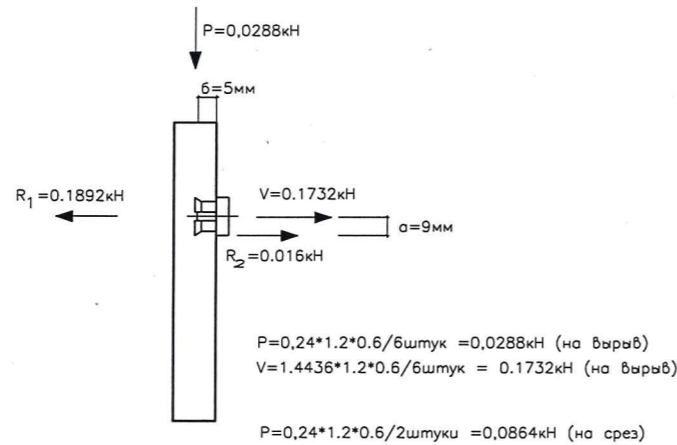 P=0,0288кН
б=5мм
R1=0.1892кН
V=0.1732кН
a=9мм
R2=0.016кН
P=0,24*1.2*0.6/6штук =0,0288кН (на вырыв)
V=1.4436*1.2*0.6/6штук = 0.1732кН (на вырыв)
P=0,24*1.2*0.6/2штуки =0,0864кН (на срез)